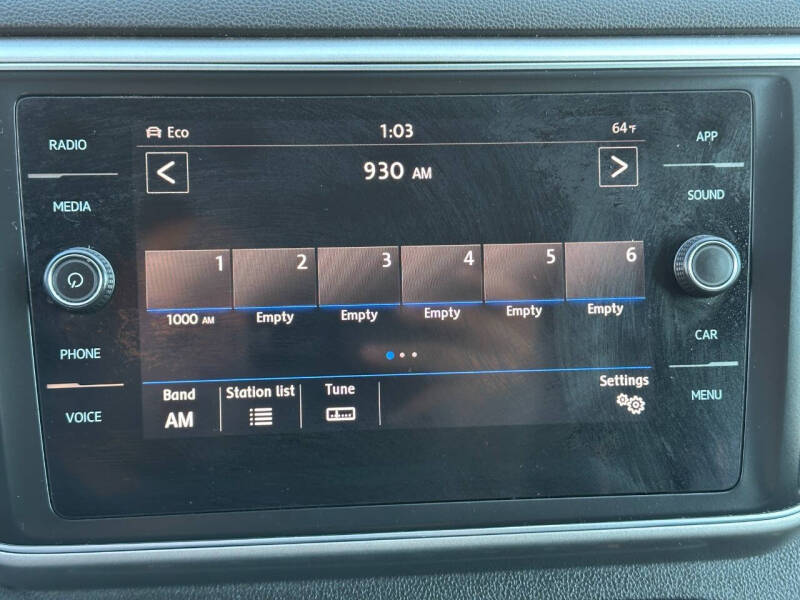 RADIO
Eco
1:03
64°F
APP
MEDIA
<
930 AM
>
SOUND
1
2
3
4
5
6
1000 AM
Empty
Empty
Empty
Empty
Empty
PHONE
CAR
VOICE
Band
AM
Station list
Tune
Settings
MENU